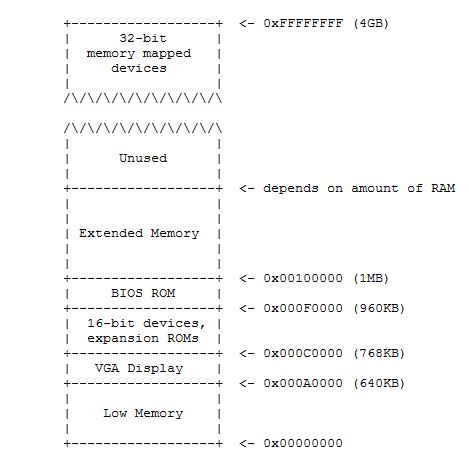 +------------------+  <- 0xFFFFFFFF (4GB)
|      32-bit      |
|  memory mapped   |
|     devices      |
|                  |
/\/\/\/\/\/\/\/\/\/\

/\/\/\/\/\/\/\/\/\/\
|                  |
|      Unused      |
|                  |
+------------------+  <- depends on amount of RAM
|                  |
|                  |
| Extended Memory  |
|                  |
|                  |
+------------------+  <- 0x00100000 (1MB)
|     BIOS ROM     |
+------------------+  <- 0x000F0000 (960KB)
|  16-bit devices, |
|  expansion ROMs  |
+------------------+  <- 0x000C0000 (768KB)
|   VGA Display    |
+------------------+  <- 0x000A0000 (640KB)
|                  |
|    Low Memory    |
|                  |
+------------------+  <- 0x00000000